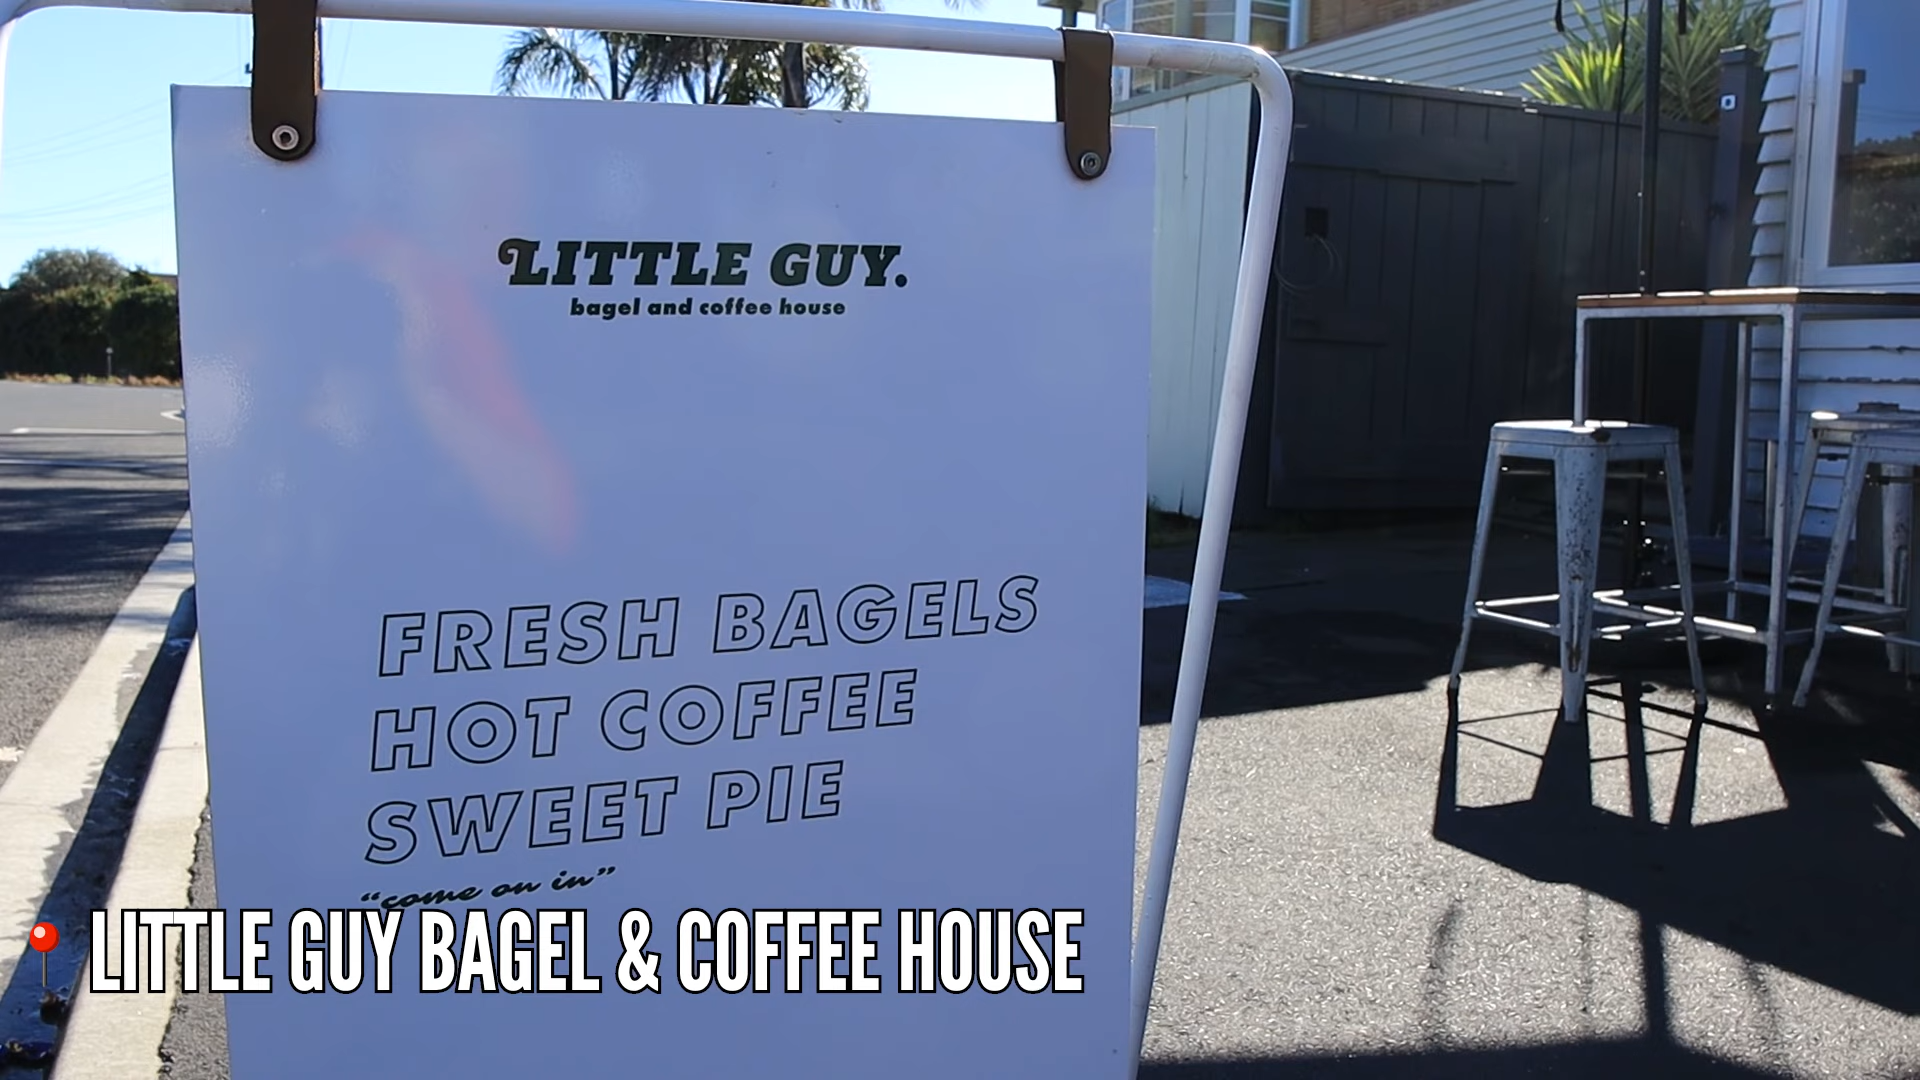 LITTLE GUY.
bagel and coffee house
FRESH BAGELS
HOT COFFEE
SWEET PIE
“come on in”
📍 LITTLE GUY BAGEL & COFFEE HOUSE